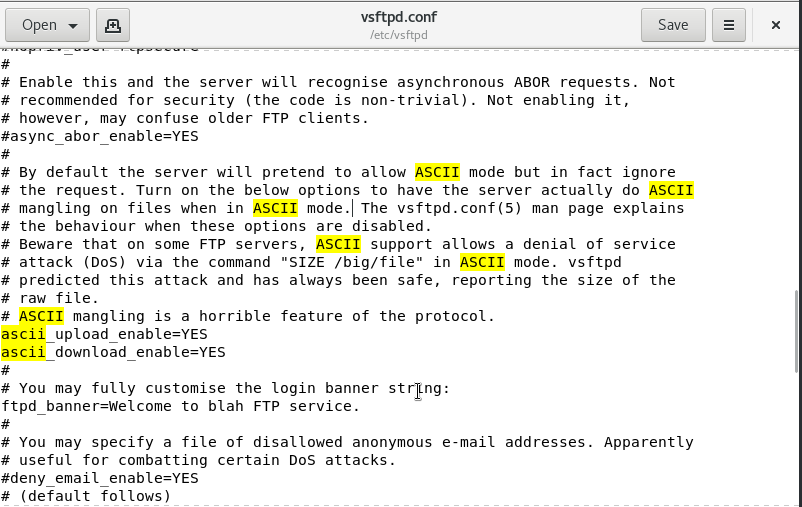 Open
vsftpd.conf
/etc/vsftpd
Save
#nopriv_user=ftpsecure
#
# Enable this and the server will recognise asynchronous ABOR requests. Not
# recommended for security (the code is non-trivial). Not enabling it,
# however, may confuse older FTP clients.
#async_abor_enable=YES
#
# By default the server will pretend to allow ASCII mode but in fact ignore
# the request. Turn on the below options to have the server actually do ASCII
# mangling on files when in ASCII mode. The vsftpd.conf(5) man page explains
# the behaviour when these options are disabled.
# Beware that on some FTP servers, ASCII support allows a denial of service
# attack (DoS) via the command "SIZE /big/file" in ASCII mode. vsftpd
# predicted this attack and has always been safe, reporting the size of the
# raw file.
# ASCII mangling is a horrible feature of the protocol.
ascii_upload_enable=YES
ascii_download_enable=YES
#
# You may fully customise the login banner string:
ftpd_banner=Welcome to blah FTP service.
#
# You may specify a file of disallowed anonymous e-mail addresses. Apparently
# useful for combatting certain DoS attacks.
#deny_email_enable=YES
# (default follows)